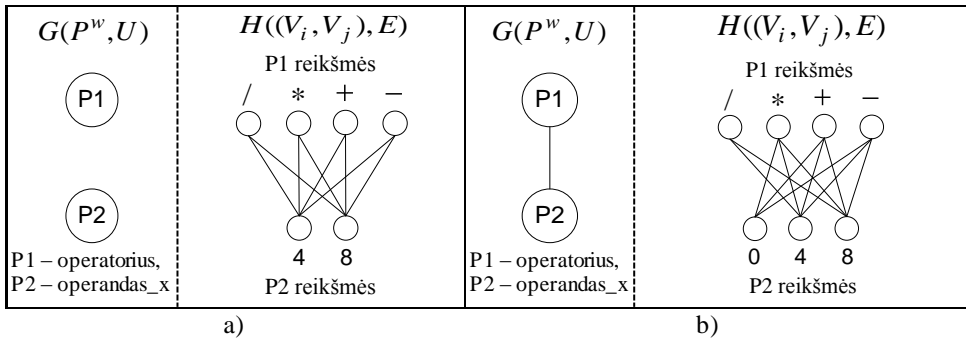 G(P^w,U)
H((V_i,V_j),E)
P1 reikšmės
/ * + −
P1
P2
4 8
P1 – operatorius,
P2 – operandas_x
P2 reikšmės
a)
G(P^w,U)
H((V_i,V_j),E)
P1 reikšmės
/ * + −
P1
P2
0 4 8
P1 – operatorius,
P2 – operandas_x
P2 reikšmės
b)